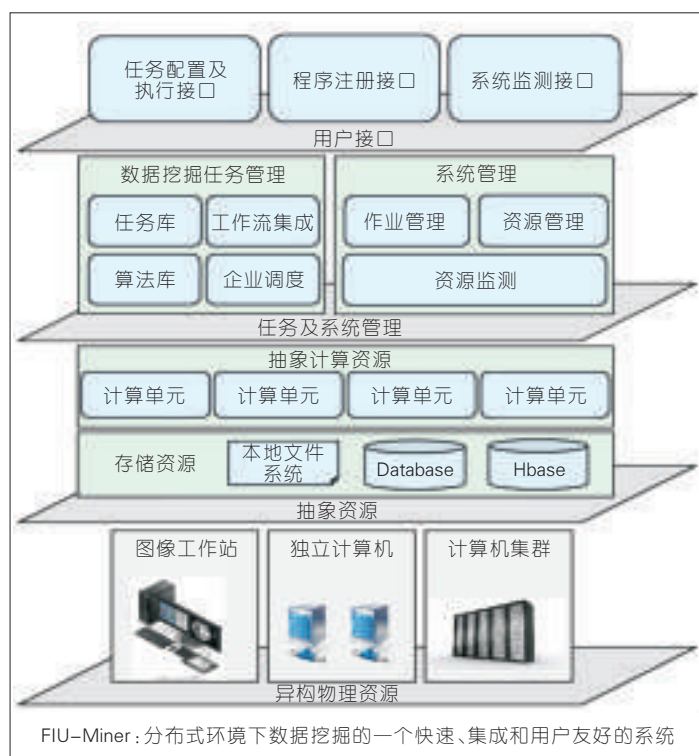 任务配置及
执行接口
程序注册接口
系统监测接口
用户接口
数据挖掘任务管理
系统管理
任务库
工作流集成
作业管理
资源管理
算法库
企业调度
资源监测
任务及系统管理
抽象计算资源
计算单元
计算单元
计算单元
计算单元
存储资源
本地文件
系统
Database
Hbase
抽象资源
图像工作站
独立计算机
计算机集群
异构物理资源
FIU-Miner:分布式环境下数据挖掘的一个快速、集成和用户友好的系统